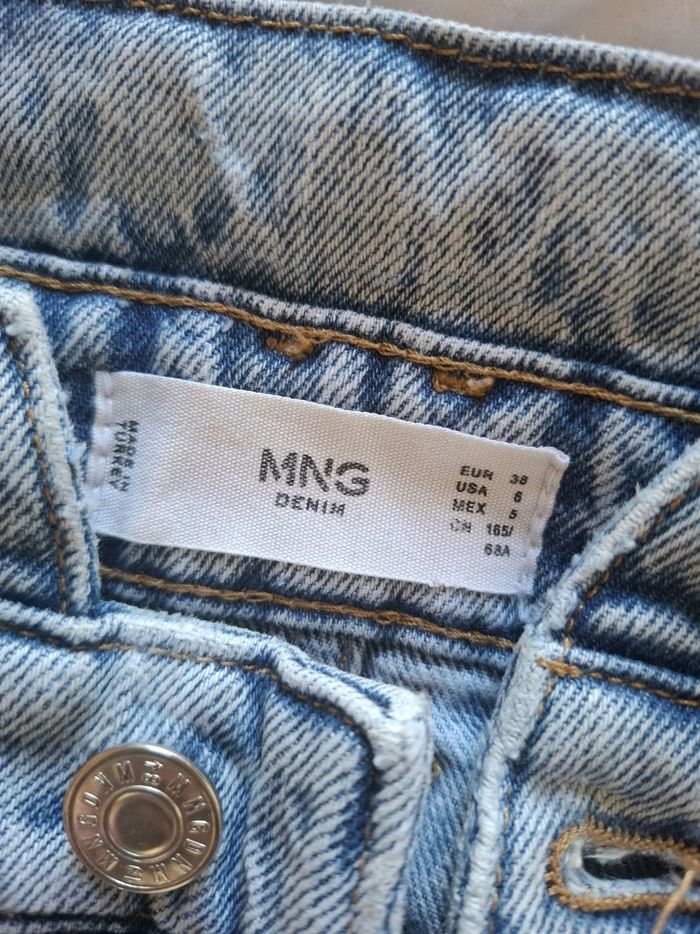 MADE IN
TURKEY
MNG
DENIM
EUR 38
USA 6
MEX 5
CN 165/
68A